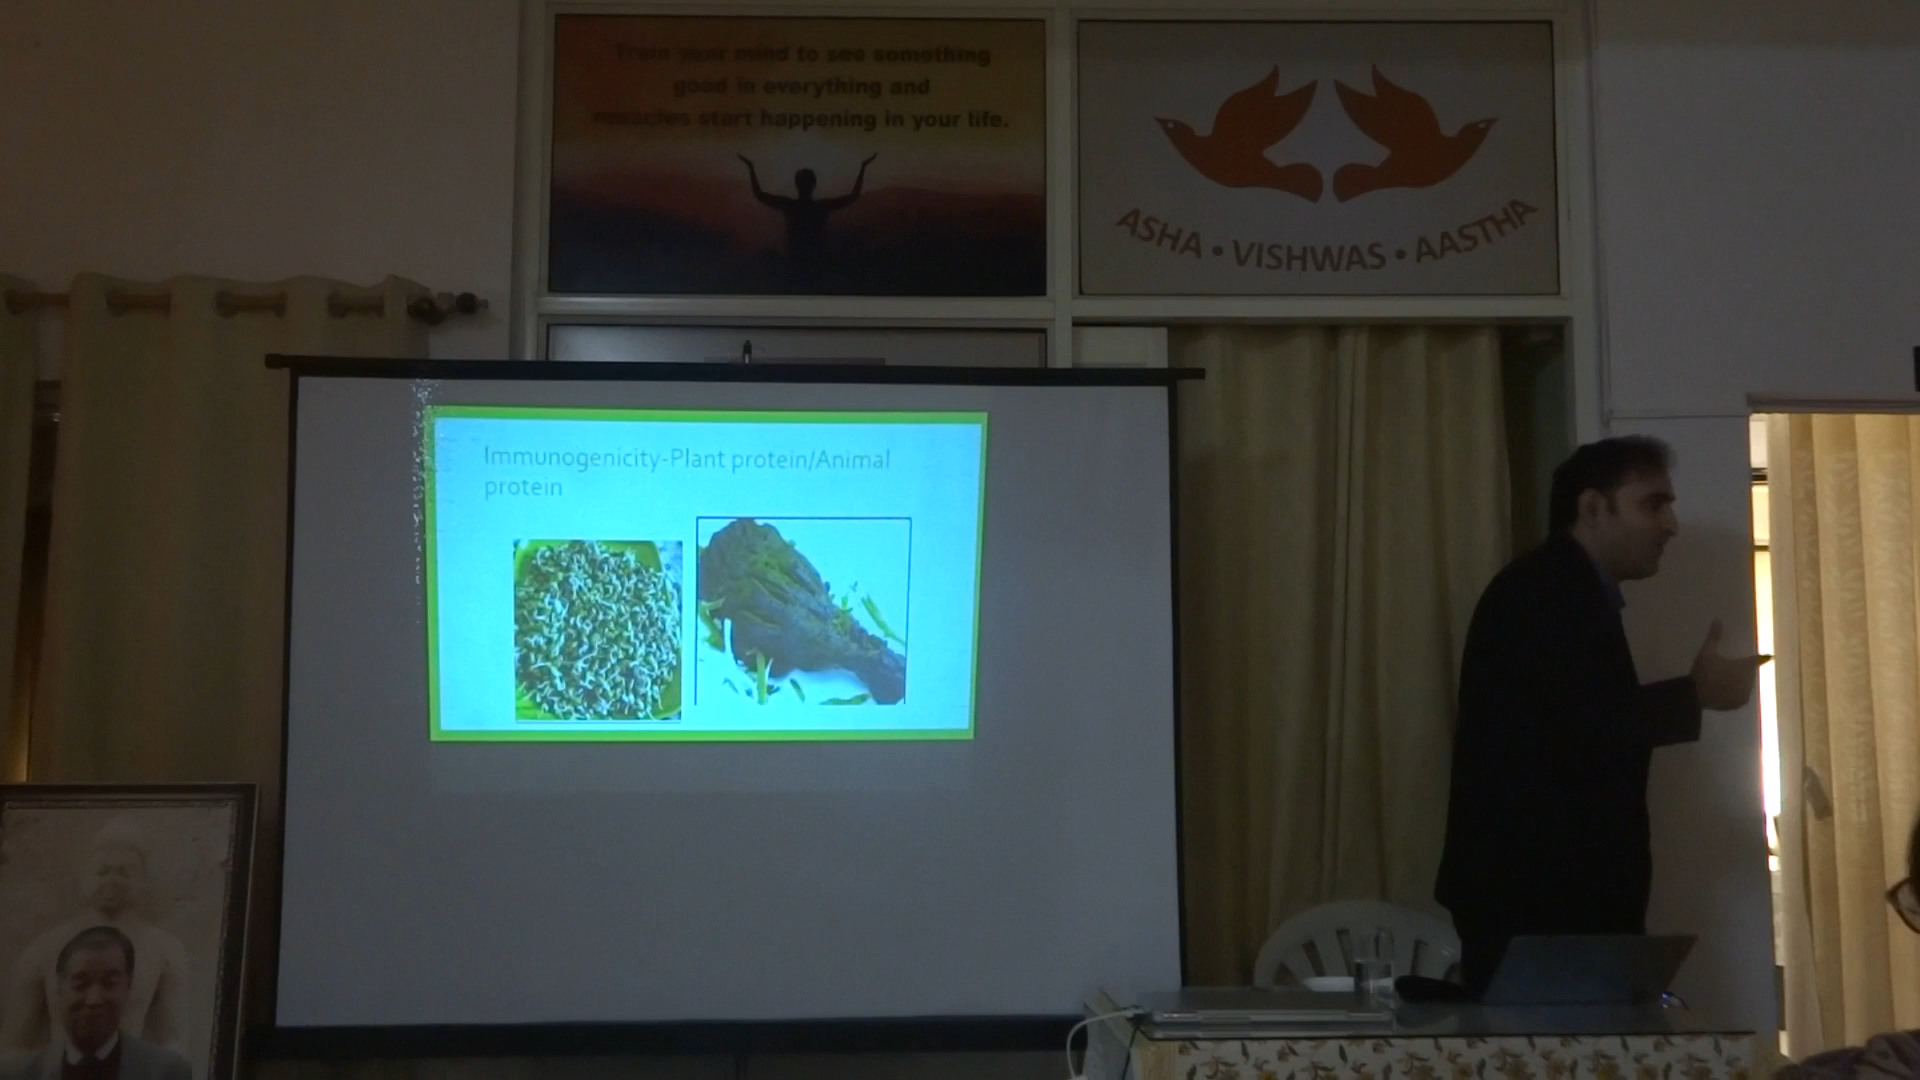 Train your mind to see something
good in everything and
miracles start happening in your life.
ASHA • VISHWAS • AASTHA
Immunogenicity-Plant protein/Animal
protein